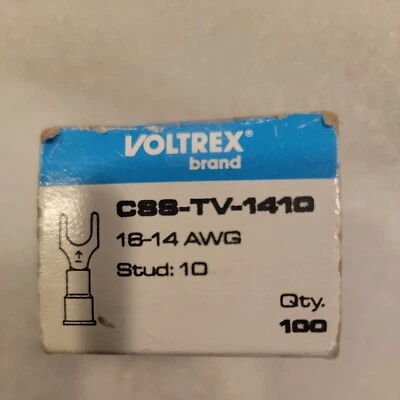 VOLTREX®
brand
CSS-TV-1410
16-14 AWG
Stud: 10
Qty.
100